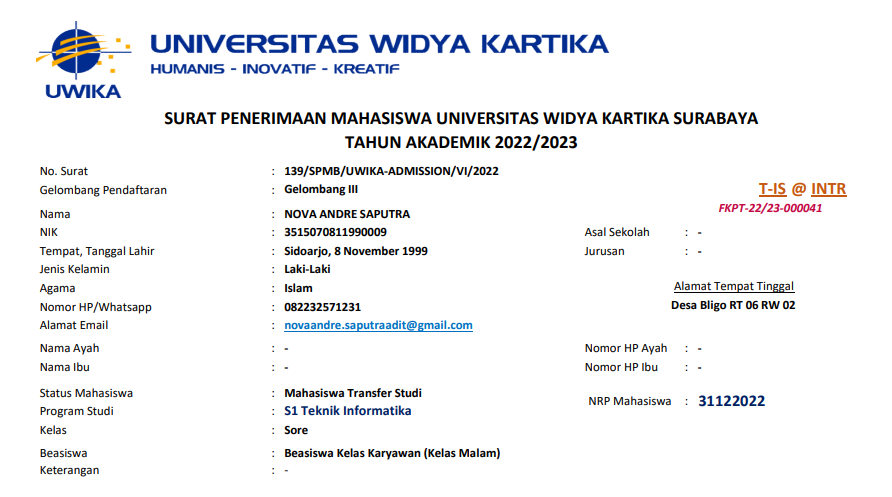 UNIVERSITAS WIDYA KARTIKA
HUMANIS - INOVATIF - KREATIF
UWIKA
SURAT PENERIMAAN MAHASISWA UNIVERSITAS WIDYA KARTIKA SURABAYA
TAHUN AKADEMIK 2022/2023
No. Surat : 139/SPMB/UWIKA-ADMISSION/VI/2022
Gelombang Pendaftaran : Gelombang III
T-IS @ INTR
FKPT-22/23-000041
Nama : NOVA ANDRE SAPUTRA
NIK : 3515070811990009
Asal Sekolah : -
Tempat, Tanggal Lahir : Sidoarjo, 8 November 1999
Jurusan : -
Jenis Kelamin : Laki-Laki
Agama : Islam
Alamat Tempat Tinggal
Nomor HP/Whatsapp : 082232571231
Desa Bligo RT 06 RW 02
Alamat Email : novaandre.saputraadit@gmail.com
Nama Ayah : -
Nomor HP Ayah : -
Nama Ibu : -
Nomor HP Ibu : -
Status Mahasiswa : Mahasiswa Transfer Studi
NRP Mahasiswa : 31122022
Program Studi : S1 Teknik Informatika
Kelas : Sore
Beasiswa : Beasiswa Kelas Karyawan (Kelas Malam)
Keterangan : -